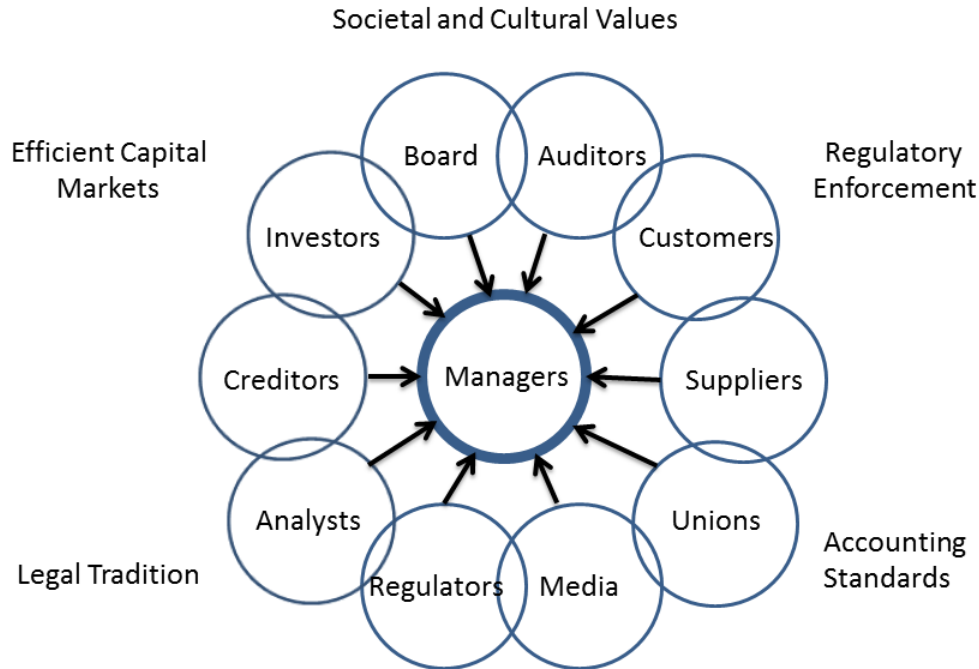 Societal and Cultural Values
Efficient Capital
Markets
Board
Auditors
Regulatory
Enforcement
Investors
Customers
Creditors
Managers
Suppliers
Analysts
Unions
Legal Tradition
Regulators
Media
Accounting
Standards